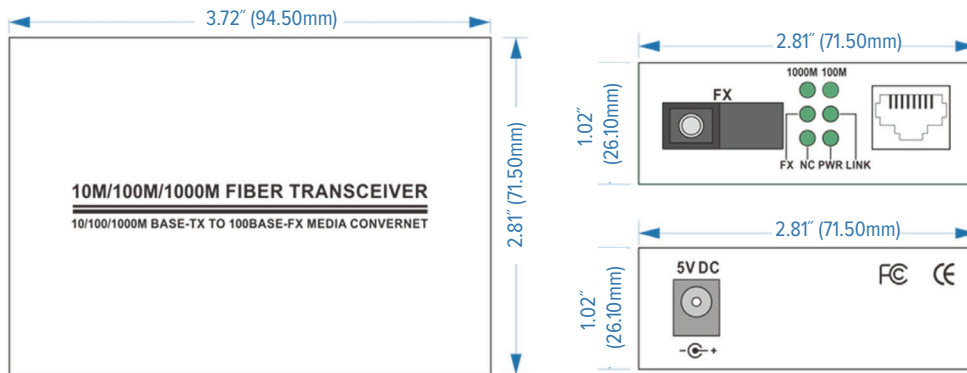 3.72″ (94.50mm)
10M/100M/1000M FIBER TRANSCEIVER
10/100/1000M BASE-TX TO 100BASE-FX MEDIA CONVERNET
2.81″ (71.50mm)
2.81″ (71.50mm)
1.02″
(26.10mm)
1000M 100M
FX
FX NC PWR LINK
2.81″ (71.50mm)
1.02″
(26.10mm)
5V DC
FC CE
- +